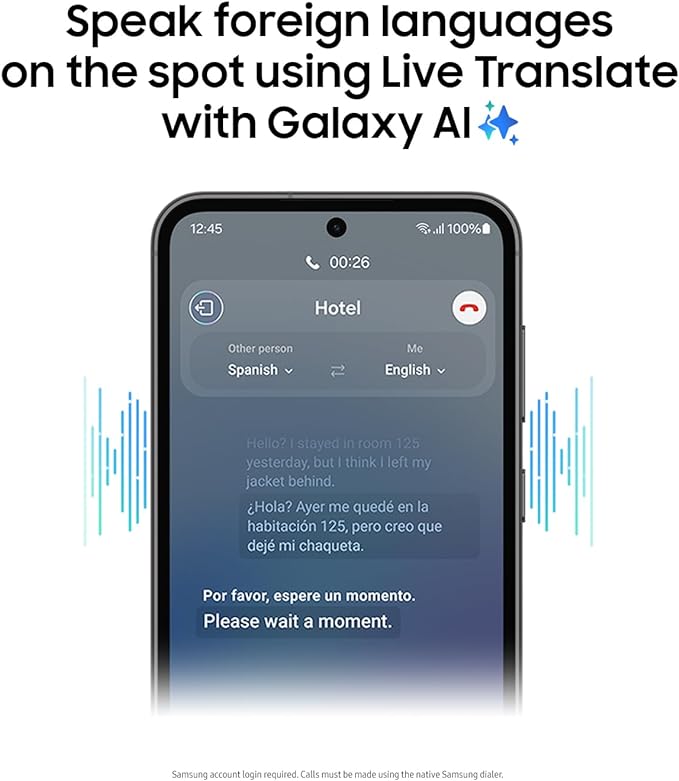 Speak foreign languages
on the spot using Live Translate
with Galaxy AI
12:45
100%
00:26
Hotel
Other person
Me
Spanish
English
Hello? I stayed in room 125
yesterday, but I think I left my
jacket behind.
¿Hola? Ayer me quedé en la
habitación 125, pero creo que
dejé mi chaqueta.
Por favor, espere un momento.
Please wait a moment.
Samsung account login required. Calls must be made using the native Samsung dialer.